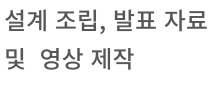 설계 조립, 발표 자료
및 영상 제작